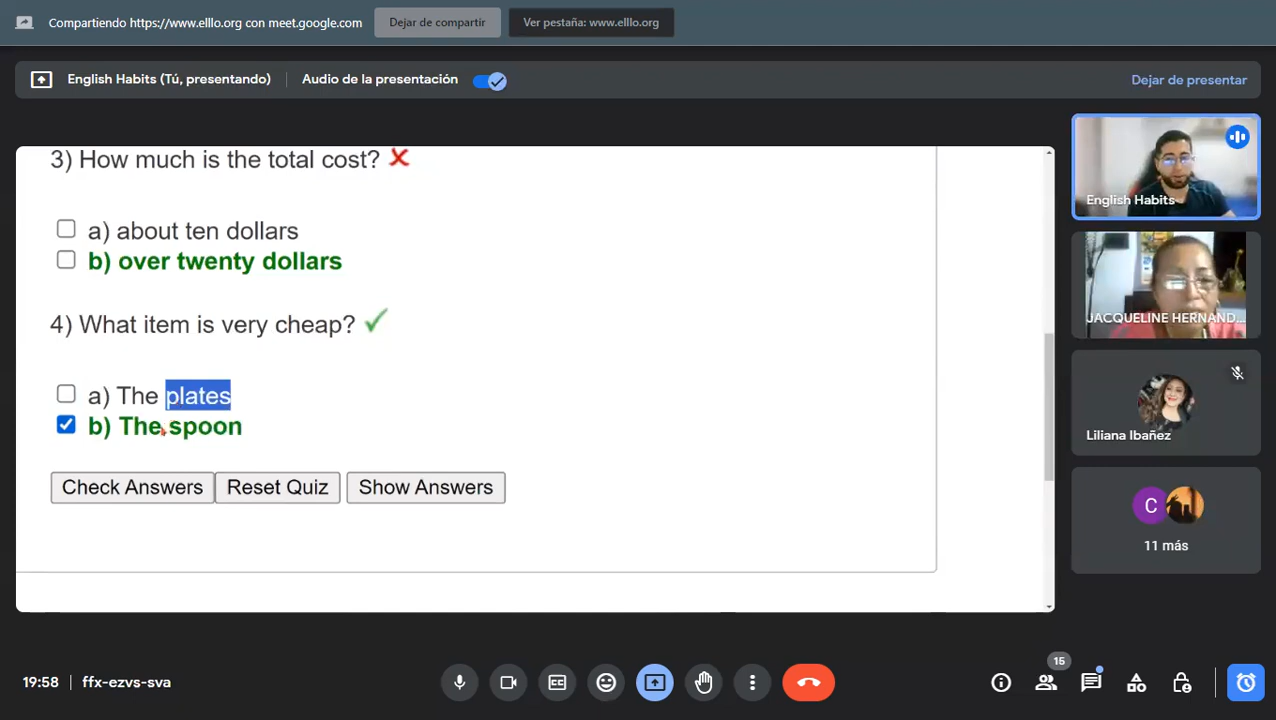 Compartiendo https://www.elllo.org con meet.google.com
Dejar de compartir
Ver pestaña: www.elllo.org
English Habits (Tú, presentando)
Audio de la presentación
Dejar de presentar
3) How much is the total cost?
a) about ten dollars
b) over twenty dollars
4) What item is very cheap?
a) The plates
b) The spoon
Check Answers
Reset Quiz
Show Answers
English Habits
JACQUELINE HERNAND...
Liliana Ibañez
C
11 más
19:58
ffx-ezvs-sva
15